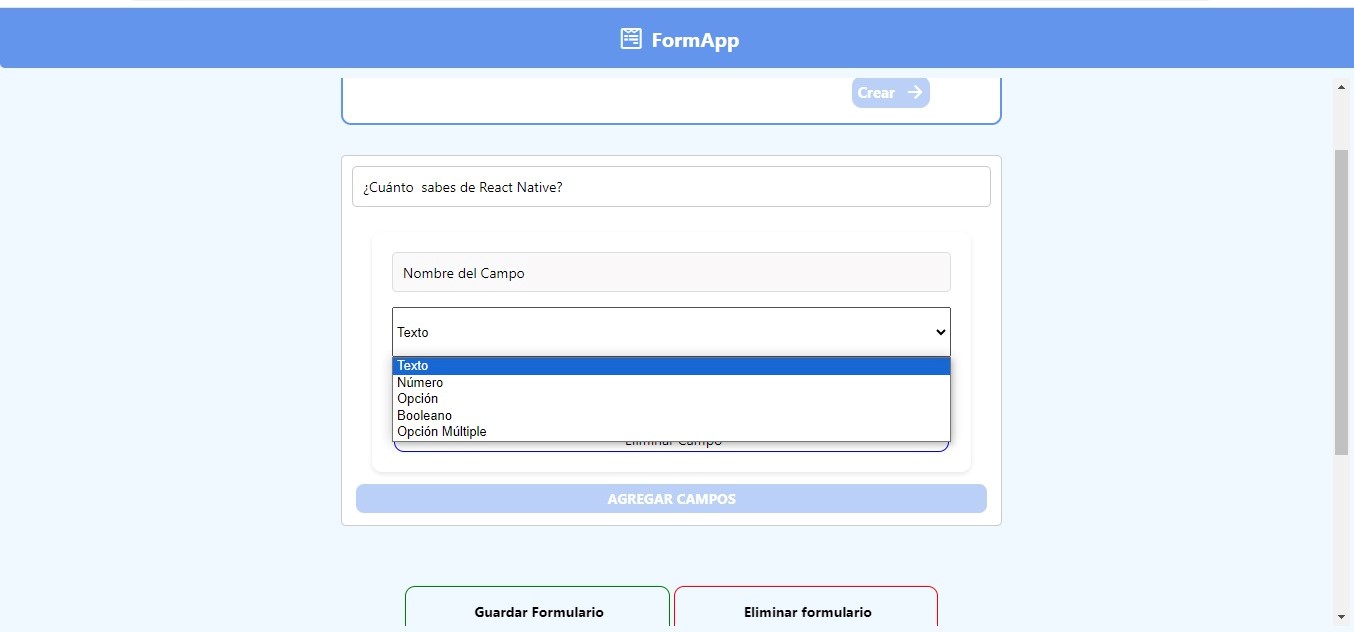 FormApp
Crear
¿Cuánto sabes de React Native?
Nombre del Campo
Texto
Texto
Número
Opción
Booleano
Opción Múltiple
Eliminar Campo
AGREGAR CAMPOS
Guardar Formulario
Eliminar formulario